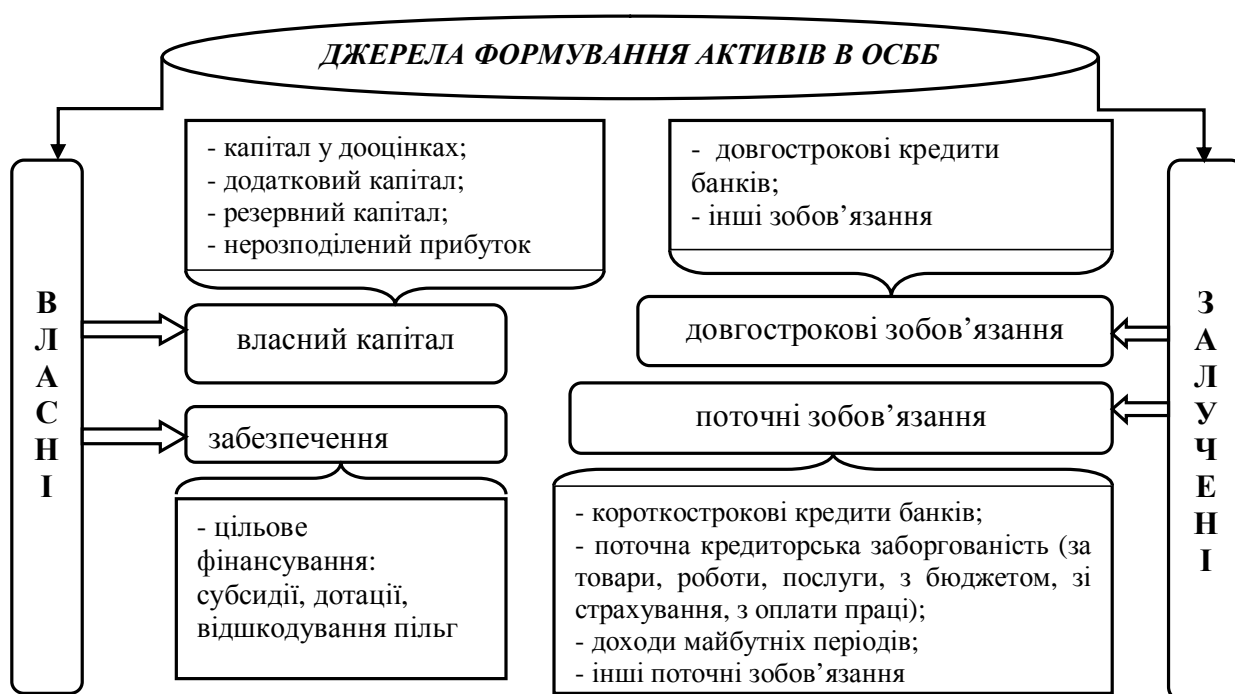 ДЖЕРЕЛА ФОРМУВАННЯ АКТИВІВ В ОСББ
ВЛАСНІ
- капітал у дооцінках;
- додатковий капітал;
- резервний капітал;
- нерозподілений прибуток
власний капітал
забезпечення
- цільове
фінансування:
субсидії, дотації,
відшкодування пільг
- довгострокові кредити
банків;
- інші зобов’язання
довгострокові зобов’язання
поточні зобов’язання
- короткострокові кредити банків;
- поточна кредиторська заборгованість (за
товари, роботи, послуги, з бюджетом, зі
страхування, з оплати праці);
- доходи майбутніх періодів;
- інші поточні зобов’язання
ЗАЛУЧЕНІ